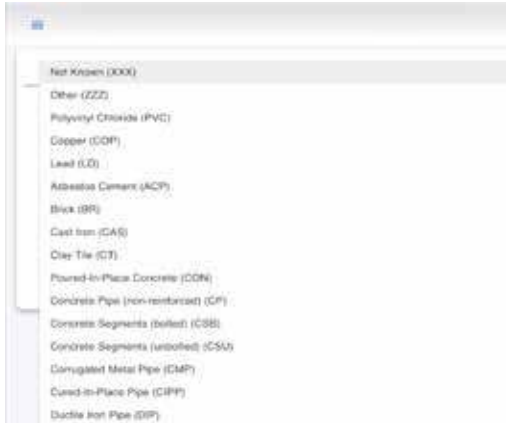 Not Known (XXX)
Other (ZZZ)
Polyvinyl Chloride (PVC)
Copper (COP)
Lead (LD)
Asbestos Cement (ACP)
Brick (BR)
Cast Iron (CAS)
Clay Tile (CT)
Poured-In-Place Concrete (CON)
Concrete Pipe (non-reinforced) (CP)
Concrete Segments (bolted) (CSB)
Concrete Segments (unbolted) (CSU)
Corrugated Metal Pipe (CMP)
Cured-In-Place Pipe (CIPP)
Ductile Iron Pipe (DIP)